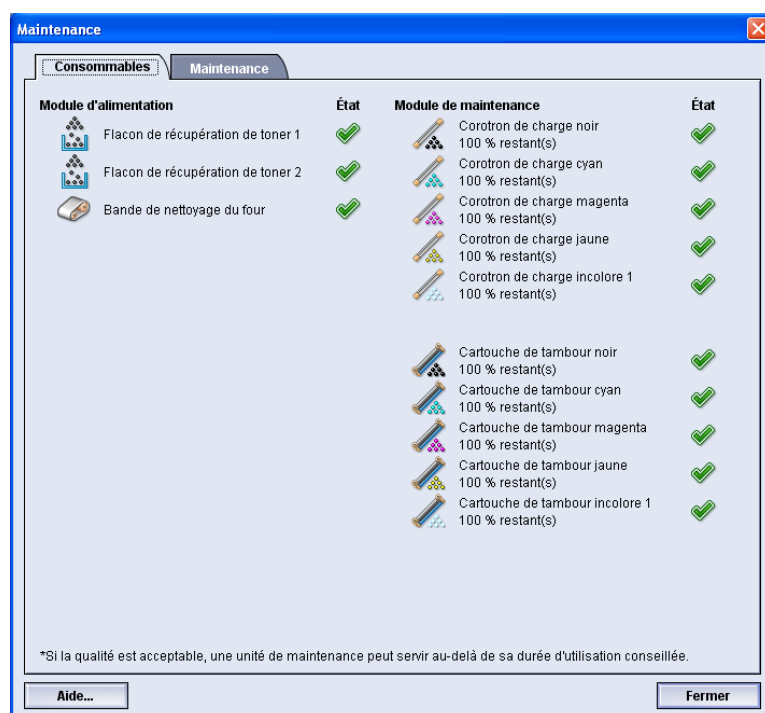 Maintenance
Consommables
Maintenance
Module d'alimentation
État
Flacon de récupération de toner 1
Flacon de récupération de toner 2
Bande de nettoyage du four
Module de maintenance
État
Corotron de charge noir
100 % restant(s)
Corotron de charge cyan
100 % restant(s)
Corotron de charge magenta
100 % restant(s)
Corotron de charge jaune
100 % restant(s)
Corotron de charge incolore 1
100 % restant(s)
Cartouche de tambour noir
100 % restant(s)
Cartouche de tambour cyan
100 % restant(s)
Cartouche de tambour magenta
100 % restant(s)
Cartouche de tambour jaune
100 % restant(s)
Cartouche de tambour incolore 1
100 % restant(s)
*Si la qualité est acceptable, une unité de maintenance peut servir au-delà de sa durée d'utilisation conseillée.
Aide...
Fermer